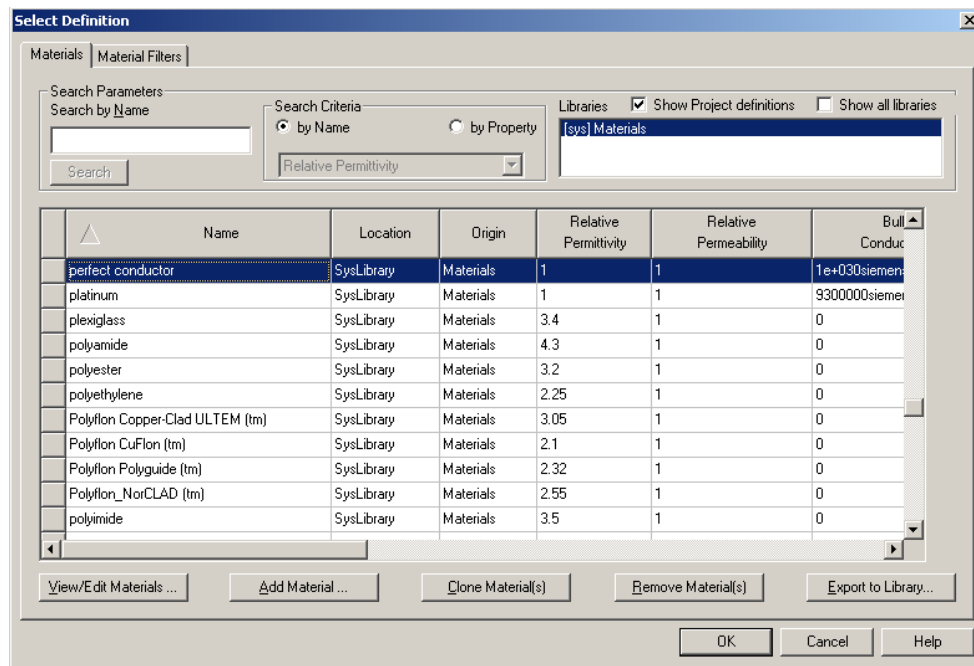 Select Definition
Materials Material Filters
Search Parameters
Search by Name
Search
Search Criteria
by Name by Property
Relative Permittivity
Libraries Show Project definitions Show all libraries
[sys] Materials
Name Location Origin Relative Permittivity Relative Permeability Bul Conduc
perfect conductor SysLibrary Materials 1 1 1e+030siemen
platinum SysLibrary Materials 1 1 9300000siemer
plexiglass SysLibrary Materials 3.4 1 0
polyamide SysLibrary Materials 4.3 1 0
polyester SysLibrary Materials 3.2 1 0
polyethylene SysLibrary Materials 2.25 1 0
Polyflon Copper-Clad ULTEM (tm) SysLibrary Materials 3.05 1 0
Polyflon CuFlon (tm) SysLibrary Materials 2.1 1 0
Polyflon Polyguide (tm) SysLibrary Materials 2.32 1 0
Polyflon_NorCLAD (tm) SysLibrary Materials 2.55 1 0
polyimide SysLibrary Materials 3.5 1 0
View/Edit Materials ... Add Material ... Clone Material(s) Remove Material(s) Export to Library...
OK Cancel Help